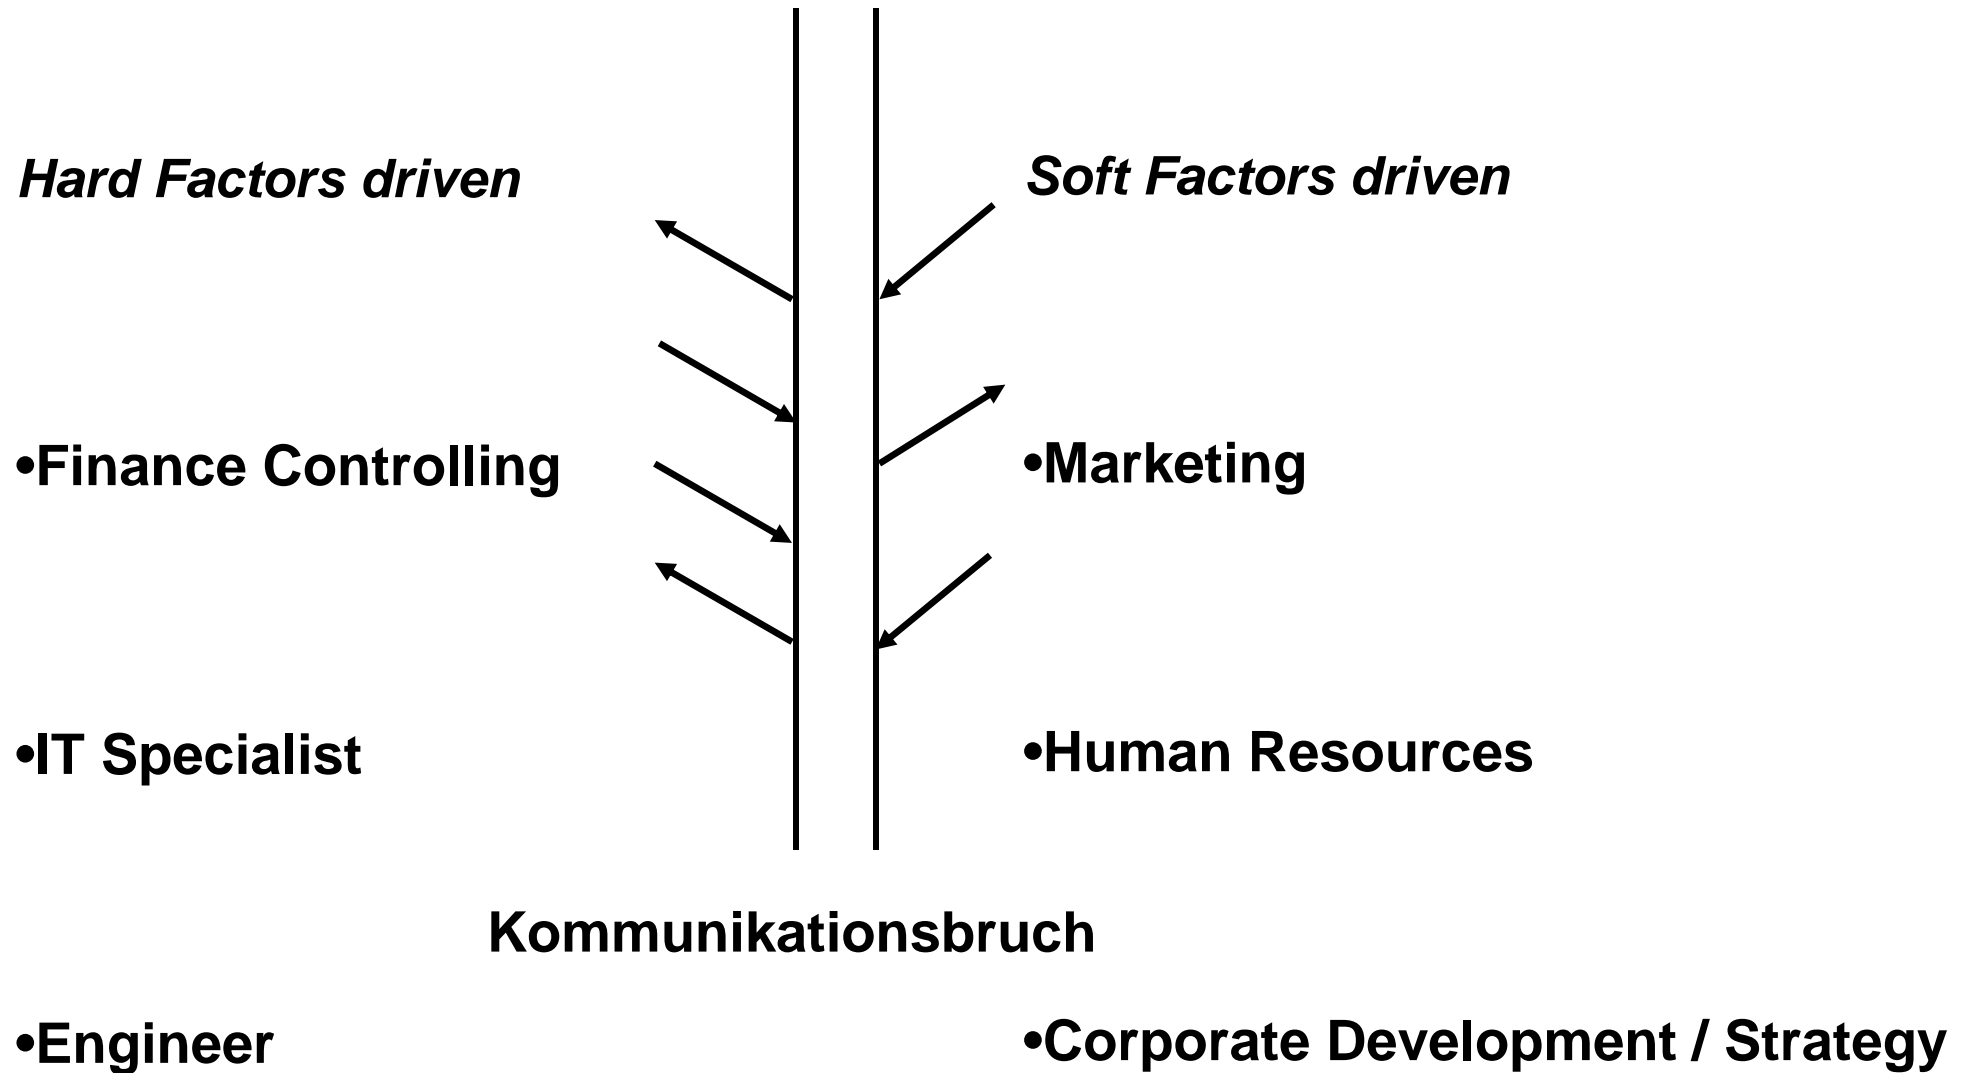 Hard Factors driven
Soft Factors driven
•Finance Controlling
•Marketing
•IT Specialist
•Human Resources
Kommunikationsbruch
•Engineer
•Corporate Development / Strategy